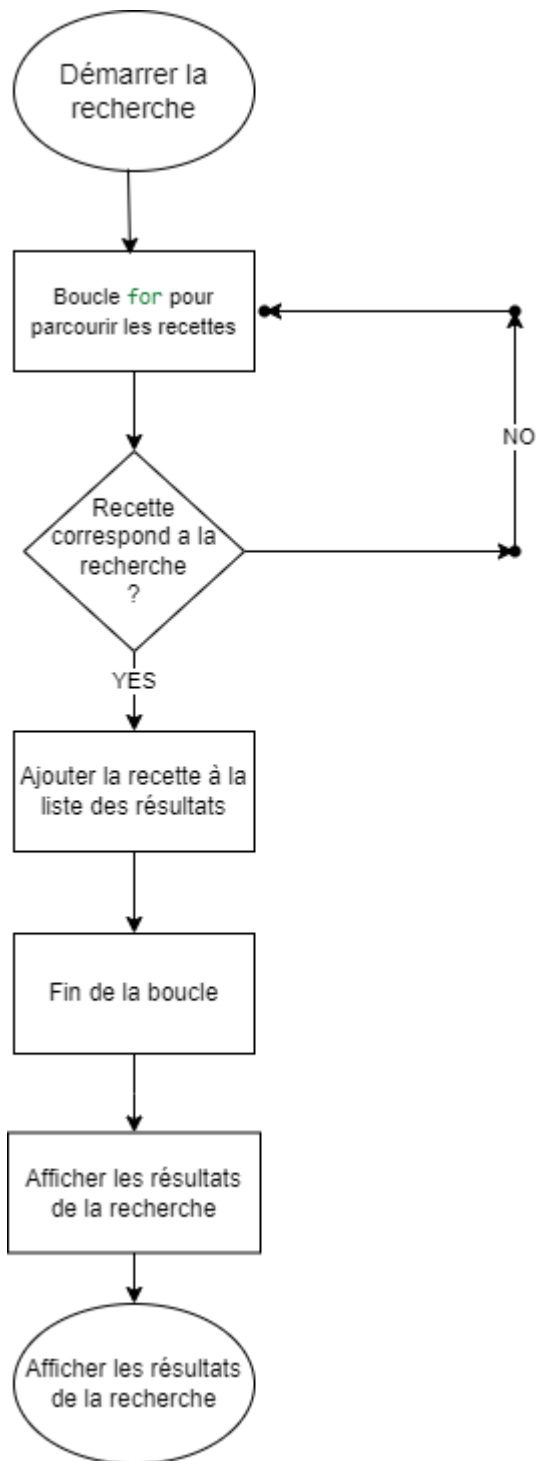 Démarrer la
recherche
Boucle for pour
parcourir les recettes
NO
Recette
correspond a la
recherche
?
YES
Ajouter la recette à la
liste des résultats
Fin de la boucle
Afficher les résultats
de la recherche
Afficher les résultats
de la recherche